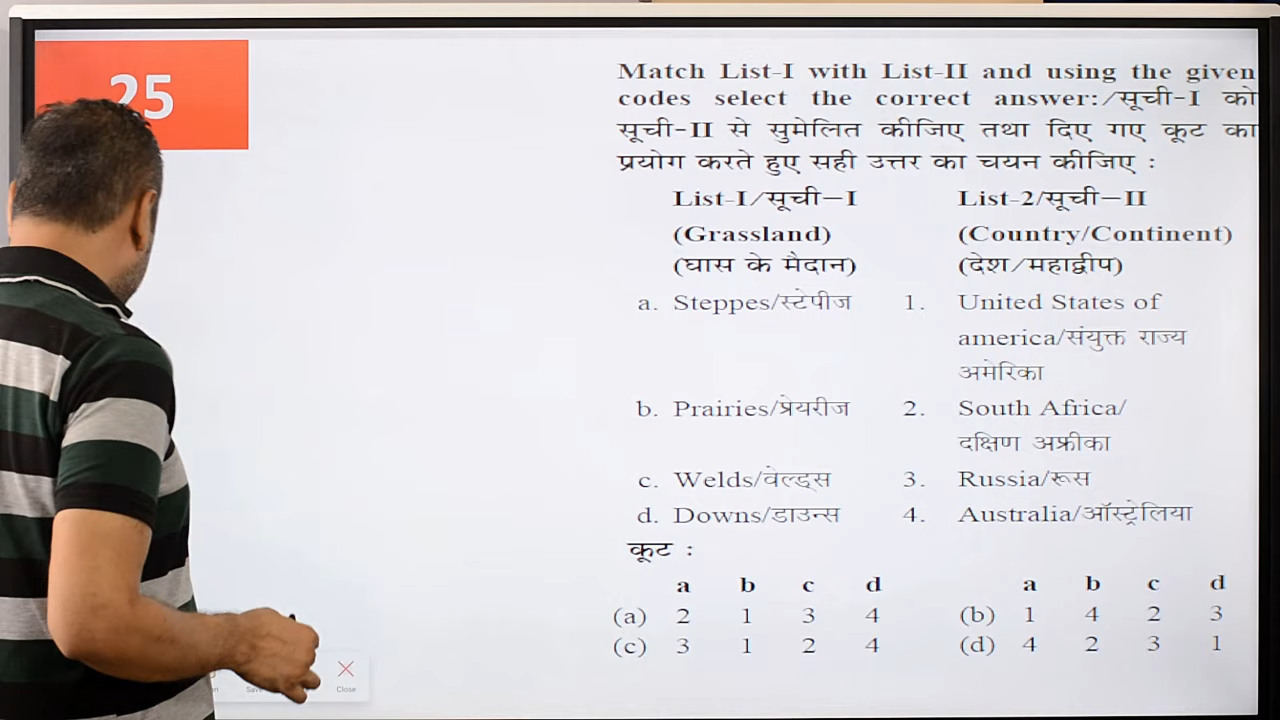 25
Match List-I with List-II and using the given
codes select the correct answer:/सूची-I को
सूची-II से सुमेलित कीजिए तथा दिए गए कूट का
प्रयोग करते हुए सही उत्तर का चयन कीजिए :
List-I/सूची–I List-2/सूची–II
(Grassland) (Country/Continent)
(घास के मैदान) (देश/महाद्वीप)
a. Steppes/स्टेपीज 1. United States of
america/संयुक्त राज्य
अमेरिका
b. Prairies/प्रेयरीज 2. South Africa/
दक्षिण अफ्रीका
c. Welds/वेल्ड्स 3. Russia/रूस
d. Downs/डाउन्स 4. Australia/ऑस्ट्रेलिया
कूट :
a b c d a b c d
(a) 2 1 3 4 (b) 1 4 2 3
(c) 3 1 2 4 (d) 4 2 3 1
Save Close